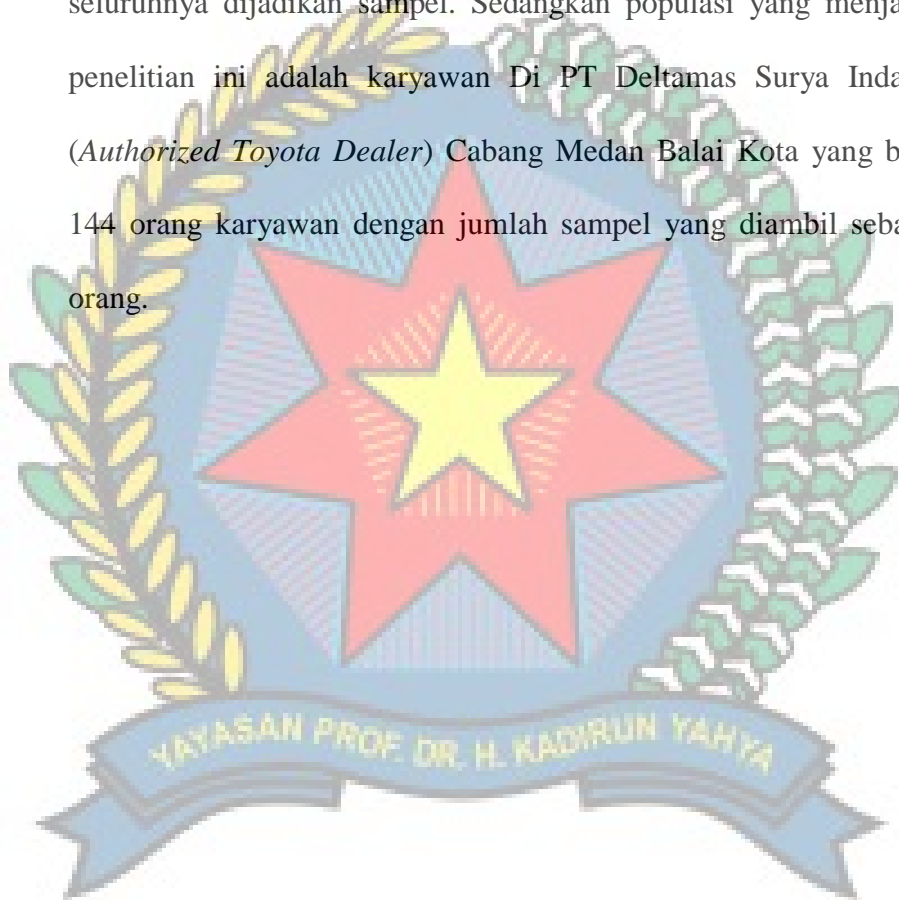 seluruhnya dijadikan sampel. Sedangkan populasi yang
penelitian ini adalah karyawan Di PT Deltamas Surya
(Authorized Toyota Dealer) Cabang Medan Balai Kota yang
144 orang karyawan dengan jumlah sampel yang diambil
orang.
YAYASAN PROF. DR. H. KADIRUN YAHYA